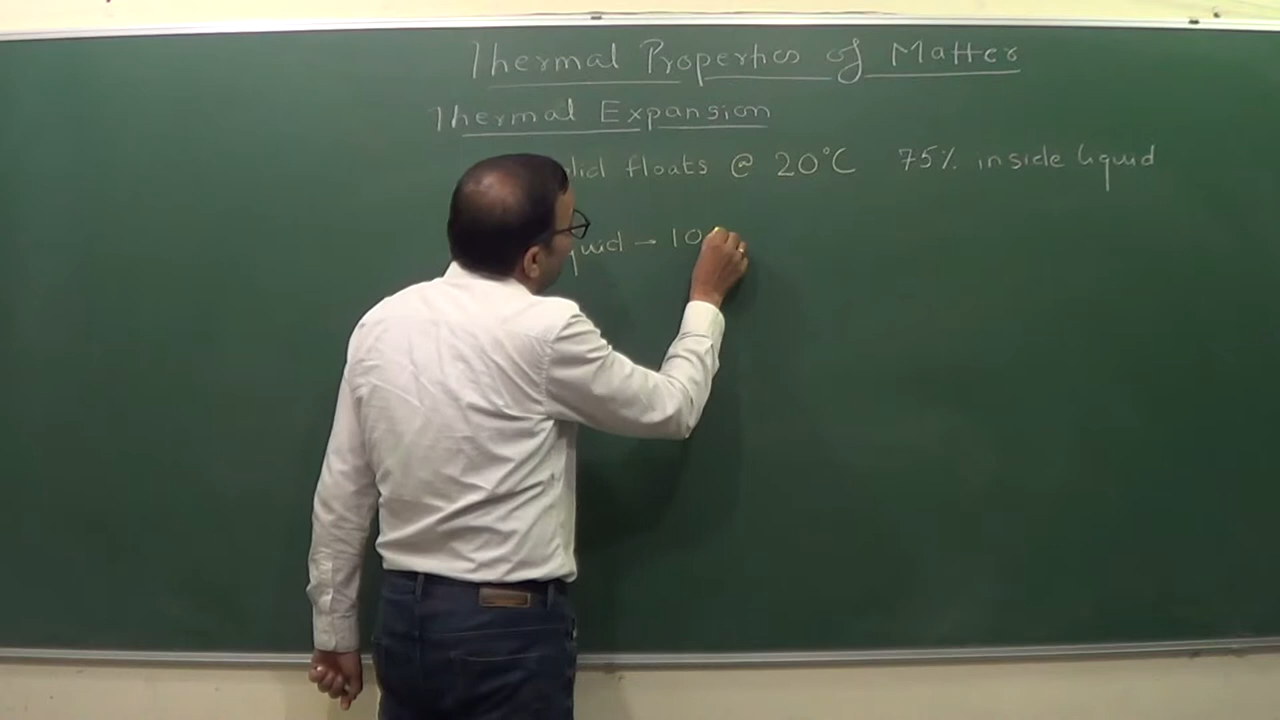 Thermal Properties of Matter
Thermal Expansion
floats @ 20°C 75% inside liquid
→ 10